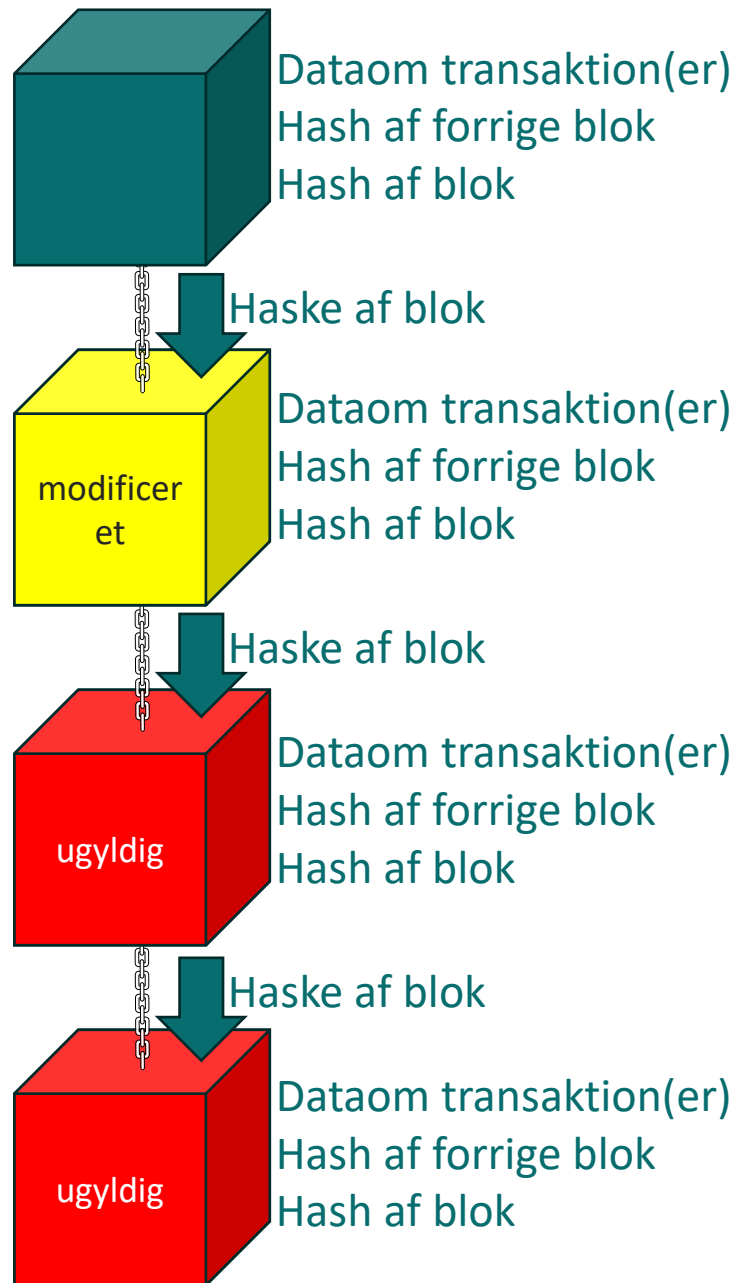 Dataom transaktion(er)
Hash af forrige blok
Hash af blok
Haske af blok
Dataom transaktion(er)
Hash af forrige blok
Hash af blok
modificer
et
Haske af blok
Dataom transaktion(er)
Hash af forrige blok
Hash af blok
ugyldig
Haske af blok
Dataom transaktion(er)
Hash af forrige blok
Hash af blok
ugyldig